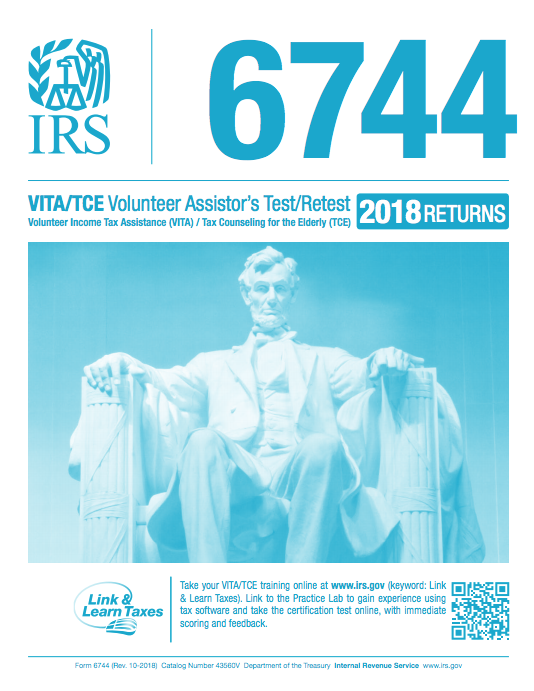 IRS
6744
VITA/TCE Volunteer Assistor's Test/Retest
Volunteer Income Tax Assistance (VITA) / Tax Counseling for the Elderly (TCE)
2018 RETURNS
Link &
Learn Taxes
Take your VITA/TCE training online at www.irs.gov (keyword: Link
& Learn Taxes). Link to the Practice Lab to gain experience using
tax software and take the certification test online, with immediate
scoring and feedback.
Form 6744 (Rev. 10-2018) Catalog Number 43560V Department of the Treasury Internal Revenue Service www.irs.gov